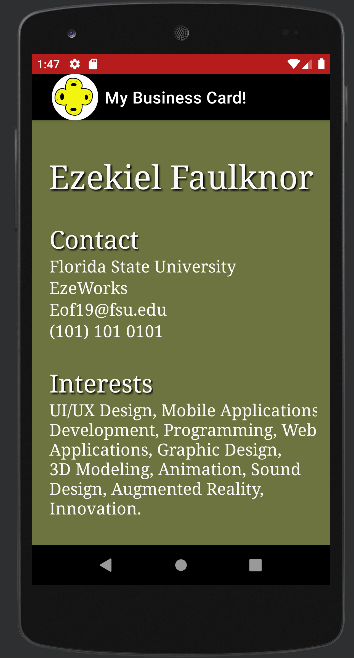 1:47
My Business Card!
Ezekiel Faulknor
Contact
Florida State University
EzeWorks
Eof19@fsu.edu
(101) 101 0101
Interests
UI/UX Design, Mobile Applications
Development, Programming, Web
Applications, Graphic Design,
3D Modeling, Animation, Sound
Design, Augmented Reality,
Innovation.